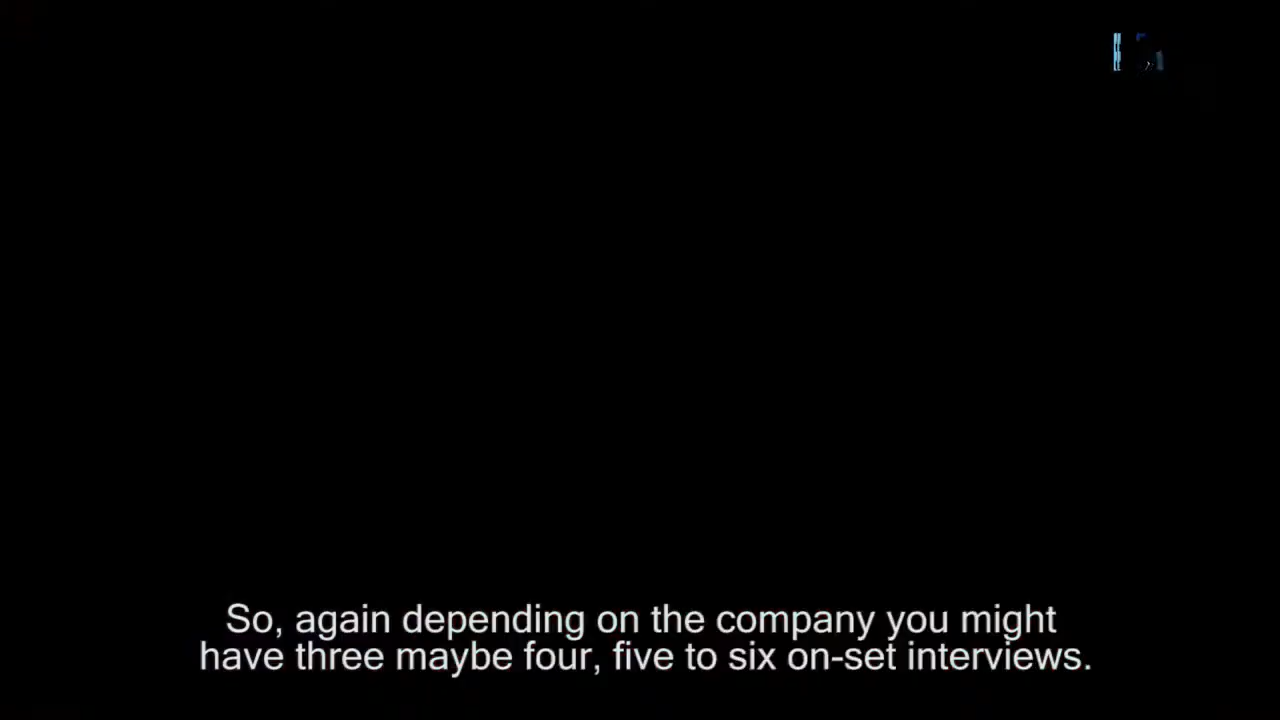 So, again depending on the company you might
have three maybe four, five to six on-set interviews.